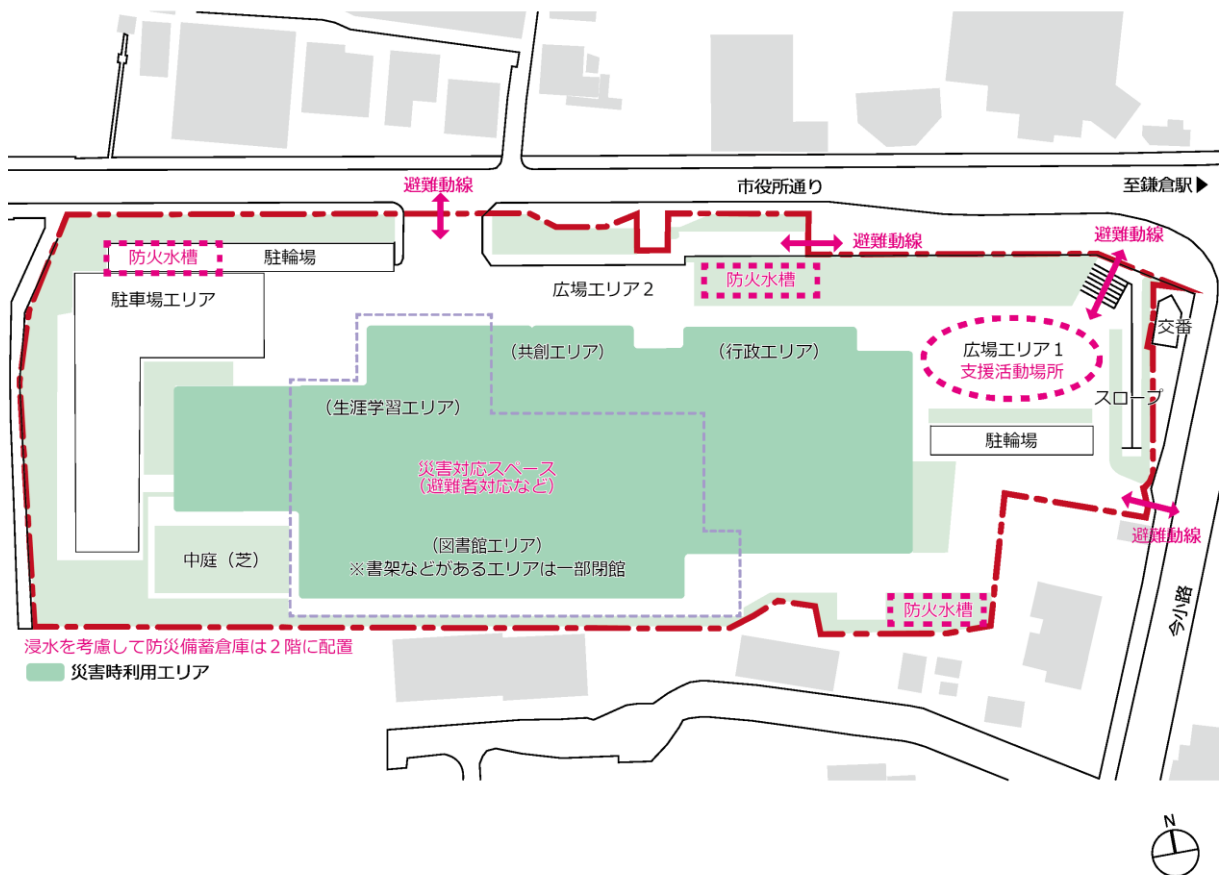 避難動線
市役所通り
至鎌倉駅▶
避難動線
避難動線
防火水槽
駐輪場
駐車場エリア
広場エリア２
防火水槽
交番
（共創エリア）
（行政エリア）
広場エリア１
支援活動場所
スロープ
（生涯学習エリア）
駐輪場
災害対応スペース
（避難者対応など）
避難動線
中庭（芝）
（図書館エリア）
※書架などがあるエリアは一部閉館
防火水槽
今小路
浸水を考慮して防災備蓄倉庫は２階に配置
災害時利用エリア
N